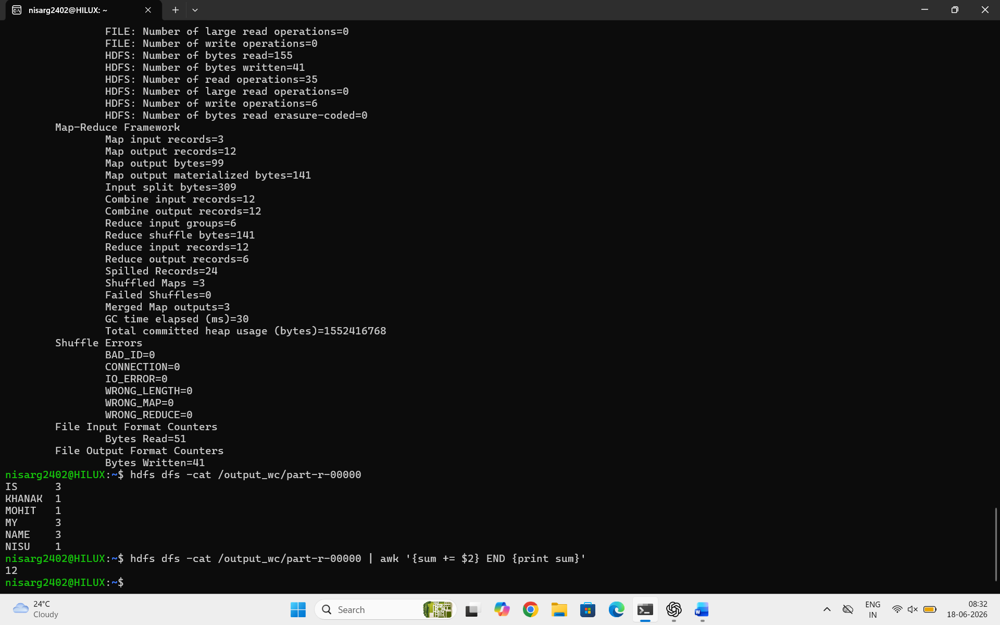 nisarg2402@HILUX: ~
FILE: Number of large read operations=0
FILE: Number of write operations=0
HDFS: Number of bytes read=155
HDFS: Number of bytes written=41
HDFS: Number of read operations=35
HDFS: Number of large read operations=0
HDFS: Number of write operations=6
HDFS: Number of bytes read erasure-coded=0
Map-Reduce Framework
Map input records=3
Map output records=12
Map output bytes=99
Map output materialized bytes=141
Input split bytes=309
Combine input records=12
Combine output records=12
Reduce input groups=6
Reduce shuffle bytes=141
Reduce input records=12
Reduce output records=6
Spilled Records=24
Shuffled Maps =3
Failed Shuffles=0
Merged Map outputs=3
GC time elapsed (ms)=30
Total committed heap usage (bytes)=1552416768
Shuffle Errors
BAD_ID=0
CONNECTION=0
IO_ERROR=0
WRONG_LENGTH=0
WRONG_MAP=0
WRONG_REDUCE=0
File Input Format Counters
Bytes Read=51
File Output Format Counters
Bytes Written=41
nisarg2402@HILUX:~$ hdfs dfs -cat /output_wc/part-r-00000
IS 3
KHANAK 1
MOHIT 1
MY 3
NAME 3
NISU 1
nisarg2402@HILUX:~$ hdfs dfs -cat /output_wc/part-r-00000 | awk '{sum += $2} END {print sum}'
12
nisarg2402@HILUX:~$
24°C
Cloudy
Search
ENG
IN
08:32
18-06-2026